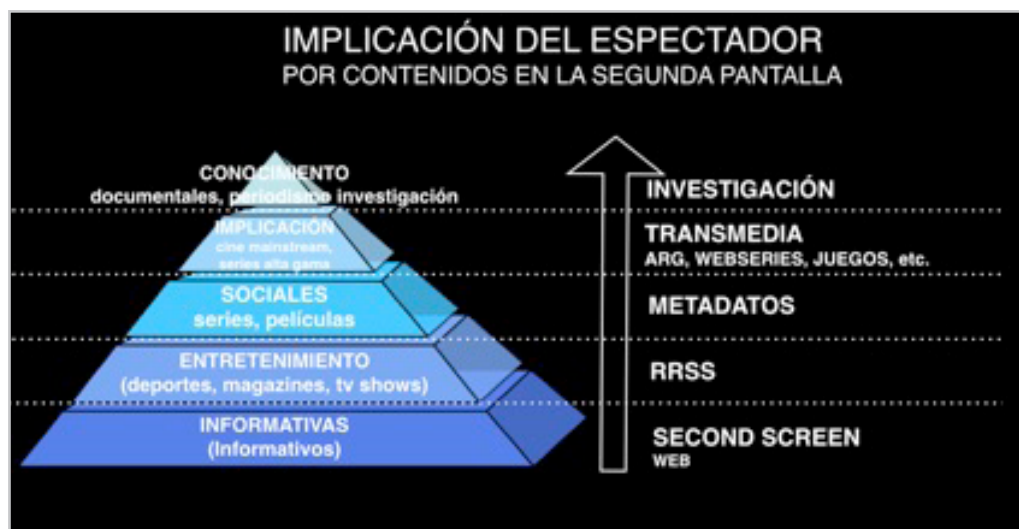 IMPLICACIÓN DEL ESPECTADOR
POR CONTENIDOS EN LA SEGUNDA PANTALLA
CONOCIMIENTO
documentales, periodismo investigación
INVESTIGACIÓN
IMPLICACIÓN
cine mainstream,
series alta gama
TRANSMEDIA
ARG, WEBSERIES, JUEGOS, etc.
SOCIALES
series, películas
METADATOS
ENTRETENIMIENTO
(deportes, magazines, tv shows)
RRSS
INFORMATIVAS
(Informativos)
SECOND SCREEN
WEB